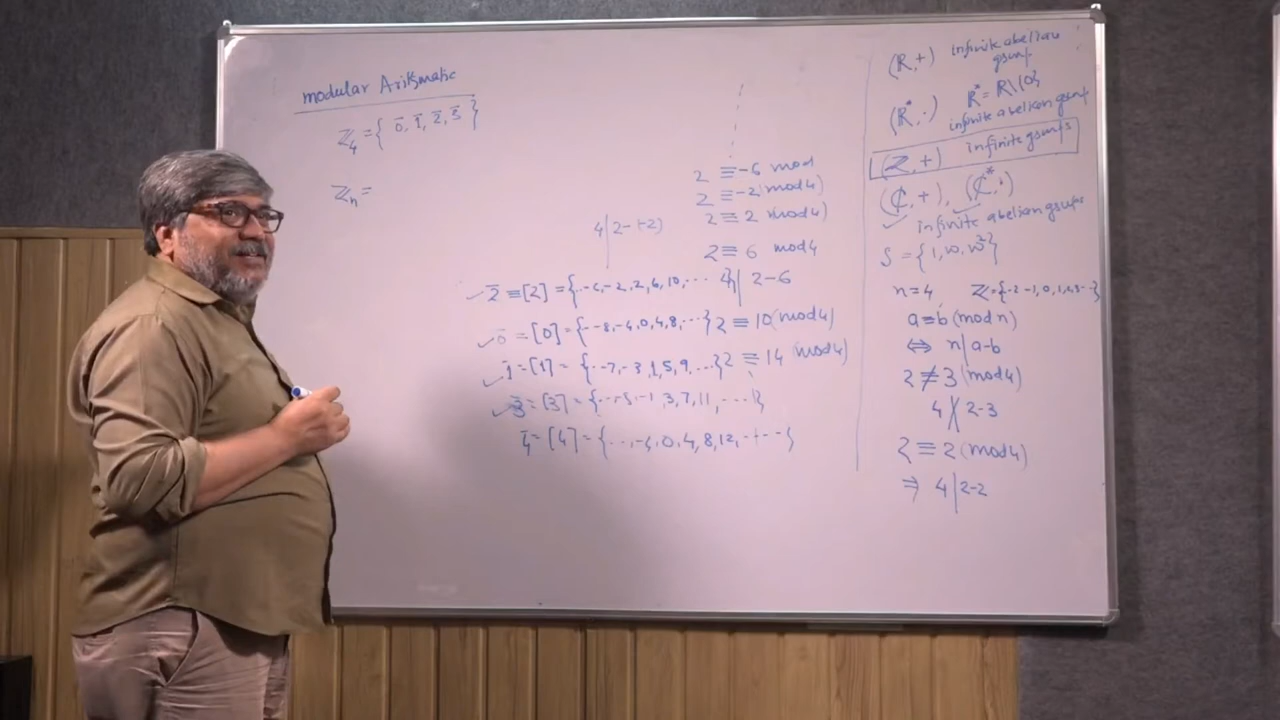 modular Arithmatic
Z₄ = { 0̄, 1̄, 2̄, 3̄ }
Zₙ =
2 ≡ -6 mod
2 ≡ -2 (mod 4)
2 ≡ 2 (mod 4)
4 | 2-(-2)
2 ≡ 6 mod 4
2̄ ≡ [2] = {..-6,-2,2,6,10,... 4 | 2-6
0̄ = [0] = {..-8,-4,0,4,8,...} 2 ≡ 10 (mod 4)
1̄ = [1] = {..-7,-3,1,5,9,...} 2 ≡ 14 (mod 4)
3̄ = [3] = {...-1,3,7,11,....}
4̄ = [4] = {..,-4,0,4,8,12,....}
(R,+) infinite abelian group
(R*,·) R* = R\{0}
infinite abelian group
(Z,+) infinite groups
(₵,+), (₵*,·)
infinite abelian groups
S = {1, w, w²}
n=4, Z={-2-1,0,1,2,3--}
a ≡ b (mod n)
⇔ n | a-b
2 ≢ 3 (mod 4)
4 ∤ 2-3
2 ≡ 2 (mod 4)
⇒ 4 | 2-2